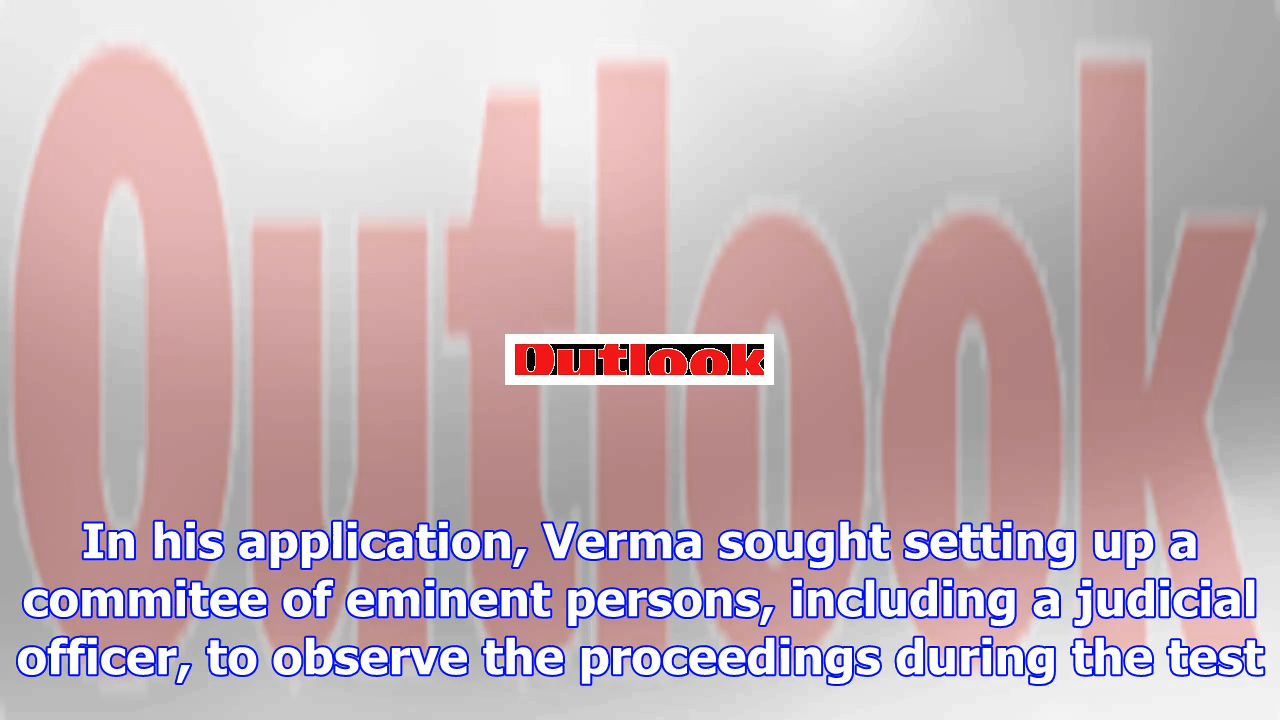 Outlook
Outlook
In his application, Verma sought setting up a
commitee of eminent persons, including a judicial
officer, to observe the proceedings during the test